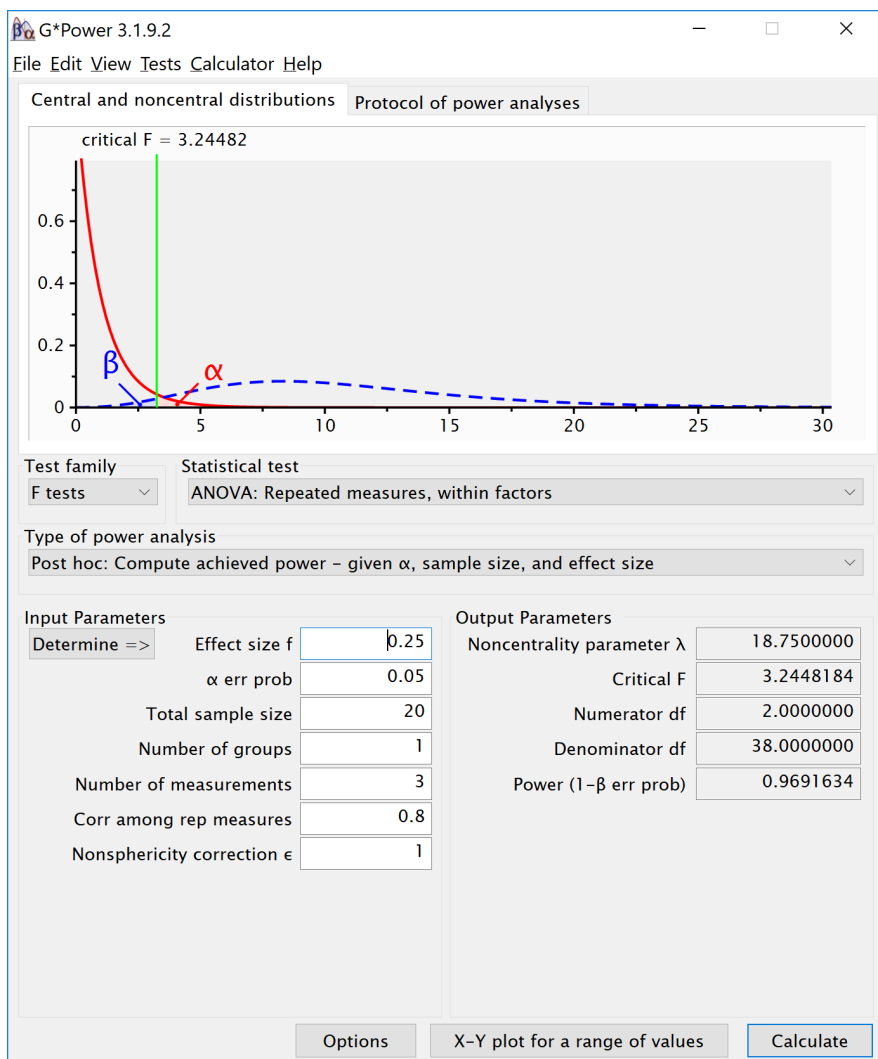 G*Power 3.1.9.2
File Edit View Tests Calculator Help
Central and noncentral distributions Protocol of power analyses
critical F = 3.24482
0.6
0.4
0.2
0
β
α
0 5 10 15 20 25 30
Test family Statistical test
F tests ANOVA: Repeated measures, within factors
Type of power analysis
Post hoc: Compute achieved power – given α, sample size, and effect size
Input Parameters Output Parameters
Determine => Effect size f 0.25 Noncentrality parameter λ 18.7500000
α err prob 0.05 Critical F 3.2448184
Total sample size 20 Numerator df 2.0000000
Number of groups 1 Denominator df 38.0000000
Number of measurements 3 Power (1-β err prob) 0.9691634
Corr among rep measures 0.8
Nonsphericity correction ϵ 1
Options X-Y plot for a range of values Calculate